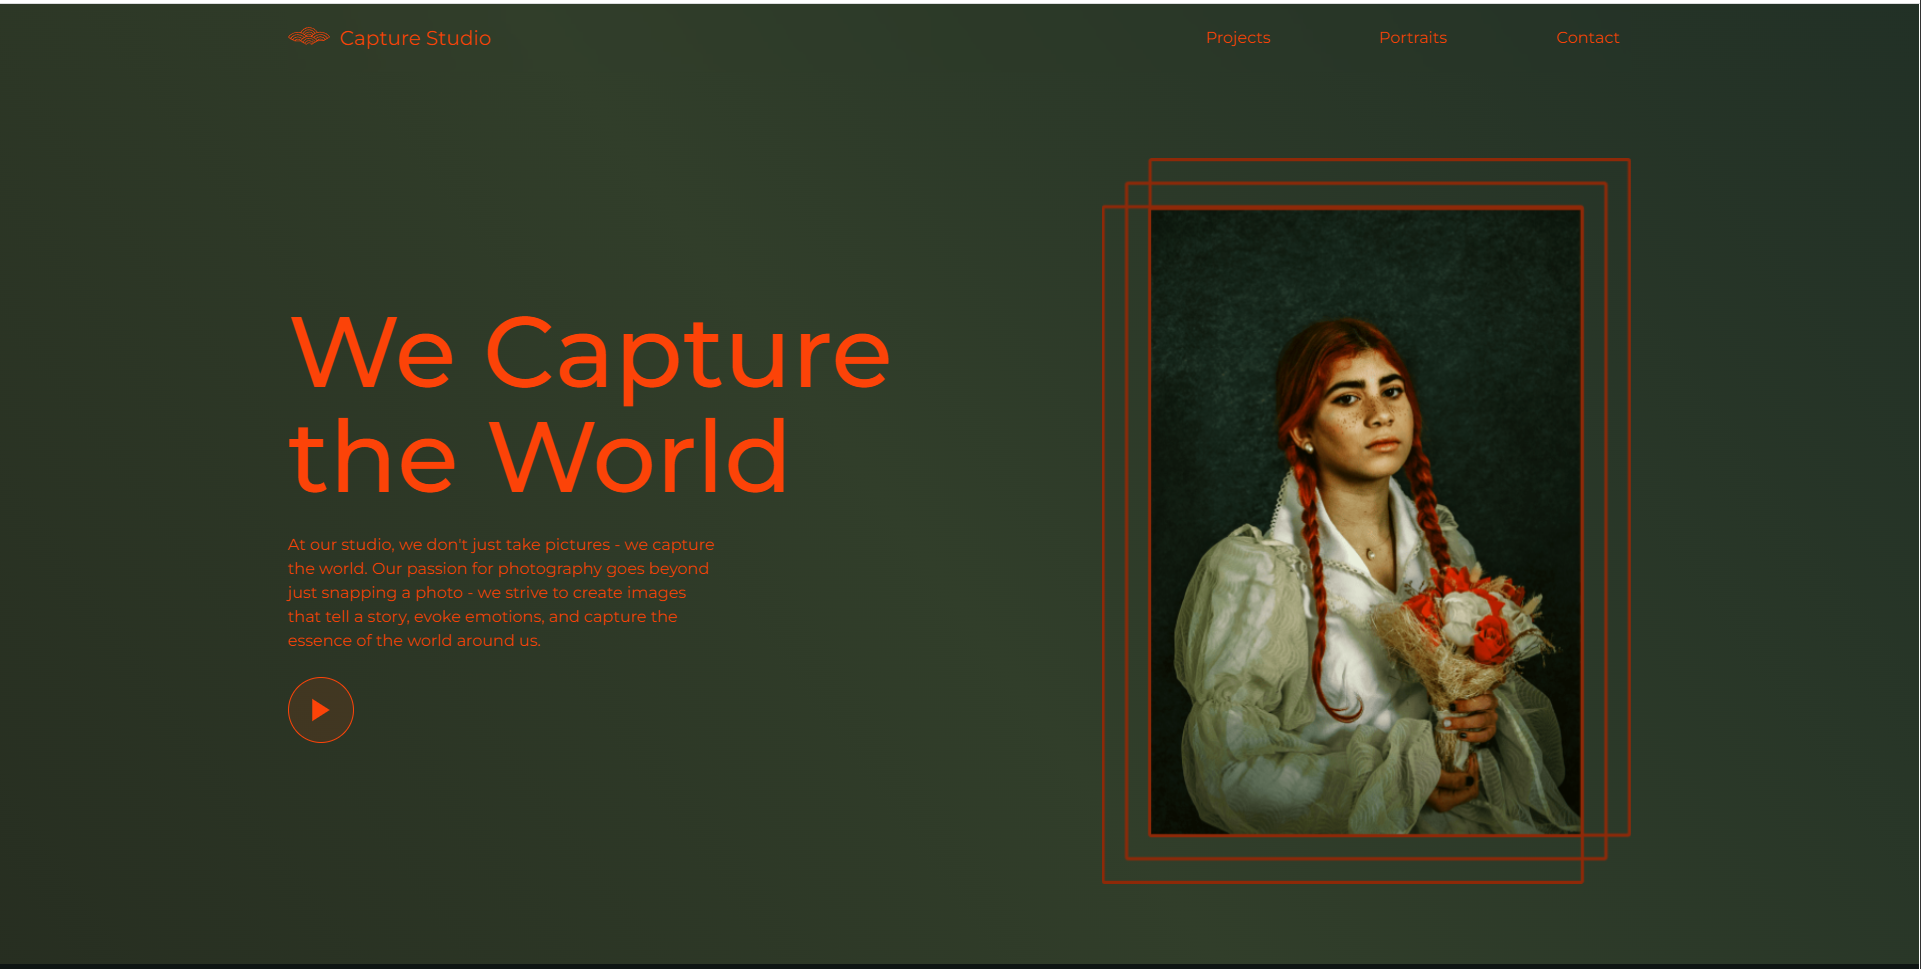 Capture Studio
Projects
Portraits
Contact
We Capture
the World
At our studio, we don't just take pictures - we capture
the world. Our passion for photography goes beyond
just snapping a photo - we strive to create images
that tell a story, evoke emotions, and capture the
essence of the world around us.